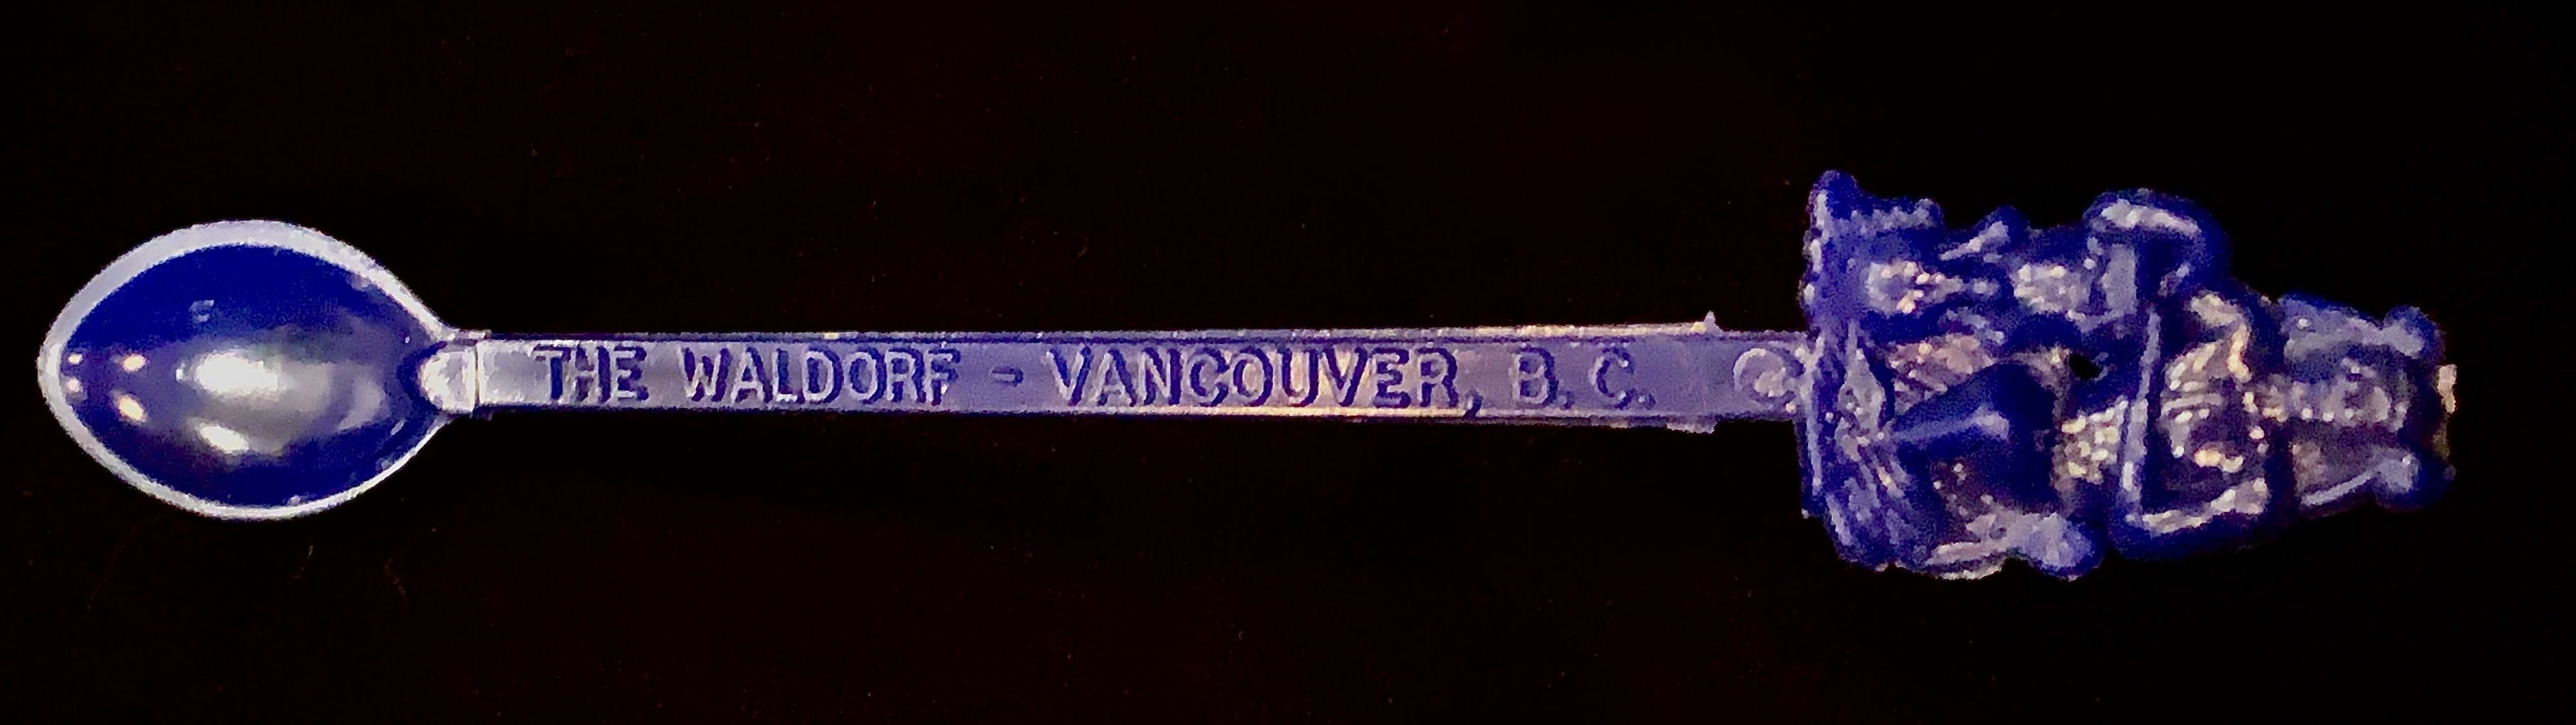 THE WALDORF - VANCOUVER, B.C.